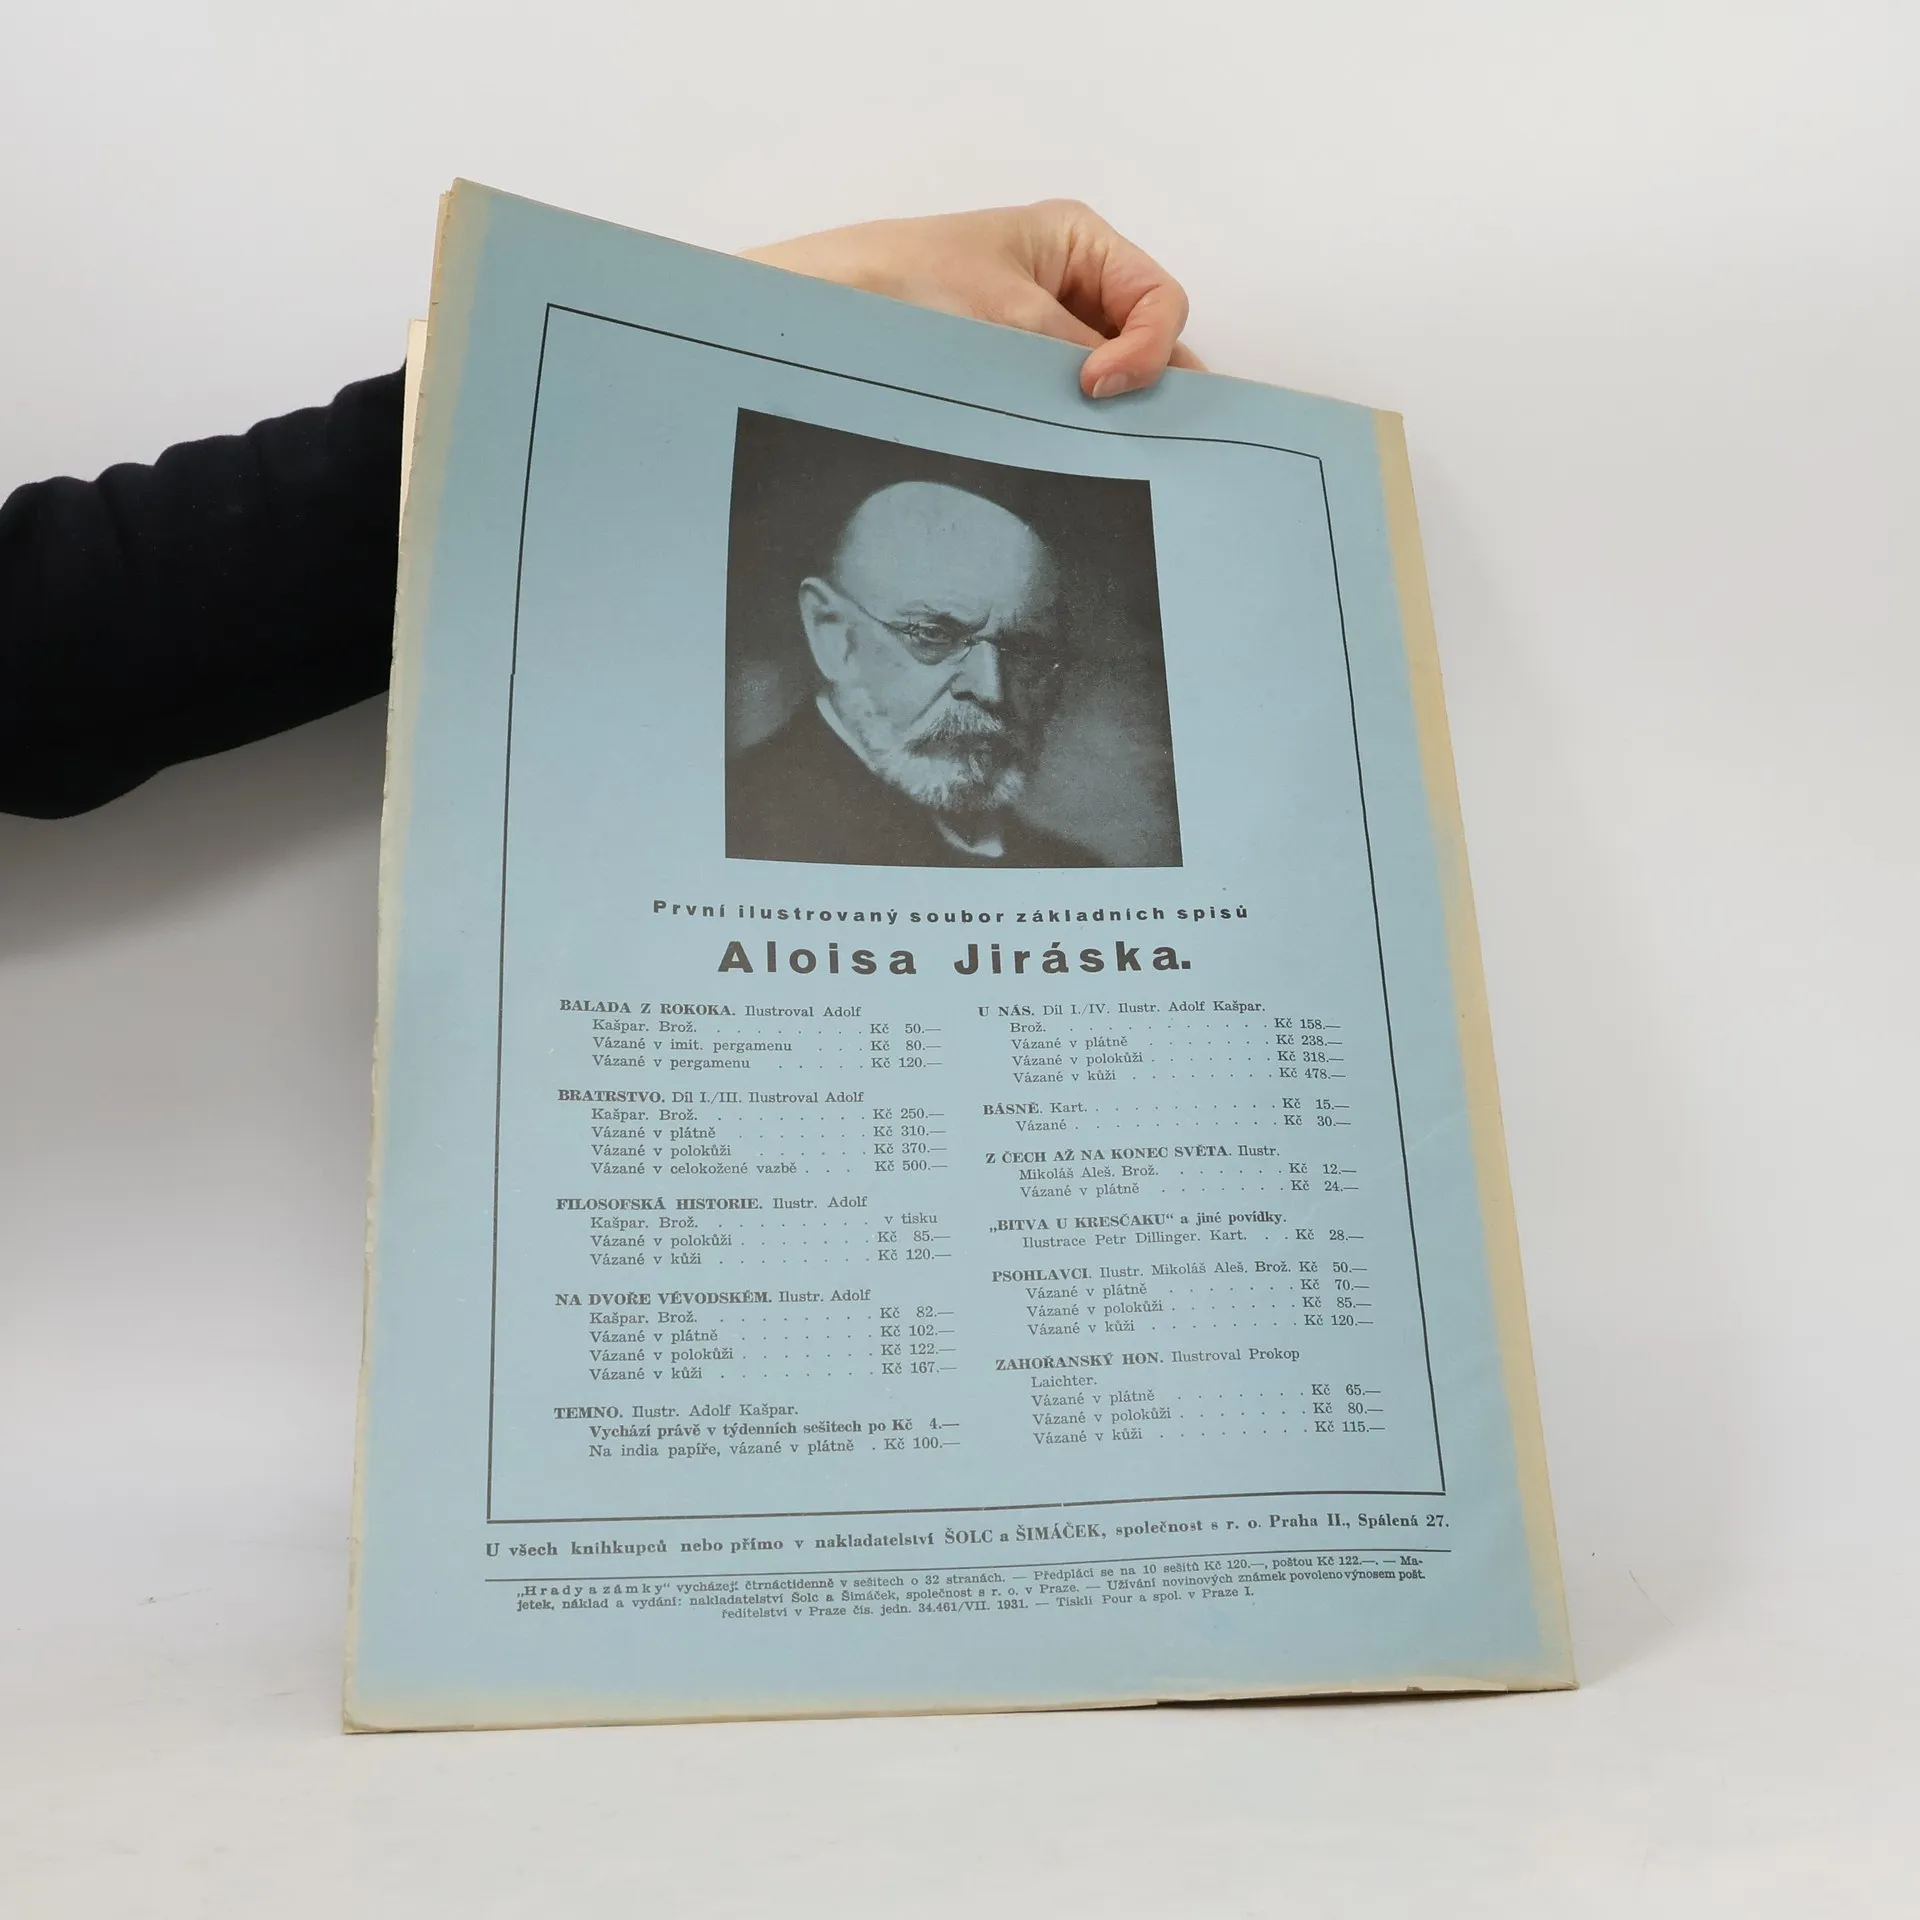 První ilustrovaný soubor základních spisů
Aloisa Jiráska.
BALADA Z ROKOKA. Ilustroval Adolf
Kašpar. Brož. . . . . . . . . Kč 50.—
Vázané v imit. pergamenu . . . Kč 80.—
Vázané v pergamenu . . . . . Kč 120.—
BRATRSTVO. Díl I./III. Ilustroval Adolf
Kašpar. Brož. . . . . . . . . Kč 250.—
Vázané v plátně . . . . . . . Kč 310.—
Vázané v polokůži . . . . . . Kč 370.—
Vázané v celokožené vazbě . . . Kč 500.—
FILOSOFSKÁ HISTORIE. Ilustr. Adolf
Kašpar. Brož. . . . . . . . . v tisku
Vázané v polokůži . . . . . . . Kč 85.—
Vázané v kůži . . . . . . . . Kč 120.—
NA DVOŘE VÉVODSKÉM. Ilustr. Adolf
Kašpar. Brož. . . . . . . . . Kč 82.—
Vázané v plátně . . . . . . . Kč 102.—
Vázané v polokůži . . . . . . . Kč 122.—
Vázané v kůži . . . . . . . . Kč 167.—
TEMNO. Ilustr. Adolf Kašpar.
Vychází právě v týdenních sešitech po Kč 4.—
Na india papíře, vázané v plátně . Kč 100.—
U NÁS. Díl I./IV. Ilustr. Adolf Kašpar.
Brož. . . . . . . . . . . . Kč 158.—
Vázané v plátně . . . . . . . Kč 238.—
Vázané v polokůži . . . . . . . Kč 318.—
Vázané v kůži . . . . . . . . Kč 478.—
BÁSNĚ. Kart. . . . . . . . . . . Kč 15.—
Vázané . . . . . . . . . . . Kč 30.—
Z ČECH AŽ NA KONEC SVĚTA. Ilustr.
Mikoláš Aleš. Brož. . . . . . . Kč 12.—
Vázané v plátně . . . . . . . Kč 24.—
„BITVA U KRESČAKU“ a jiné povídky.
Ilustrace Petr Dillinger. Kart. . . Kč 28.—
PSOHLAVCI. Ilustr. Mikoláš Aleš. Brož. Kč 50.—
Vázané v plátně . . . . . . . Kč 70.—
Vázané v polokůži . . . . . . . Kč 85.—
Vázané v kůži . . . . . . . . Kč 120.—
ZAHOŘANSKÝ HON. Ilustroval Prokop
Laichter.
Vázané v plátně . . . . . . . Kč 65.—
Vázané v polokůži . . . . . . . Kč 80.—
Vázané v kůži . . . . . . . . Kč 115.—
U všech knihkupců nebo přímo v nakladatelství ŠOLC a ŠIMÁČEK, společnost s r. o. Praha II., Spálená 27.
„Hrady a zámky“ vycházejí čtrnáctidenně v sešitech o 32 stranách. — Předplácí se na 10 sešitů Kč 120.—, poštou Kč 122.—. — Ma-
jetek, náklad a vydání: nakladatelství Šolc a Šimáček, společnost s r. o. v Praze. — Užívání novinových známek povoleno výnosem pošt.
ředitelství v Praze čís. jedn. 34.461/VII. 1931. — Tiskli Pour a spol. v Praze I.